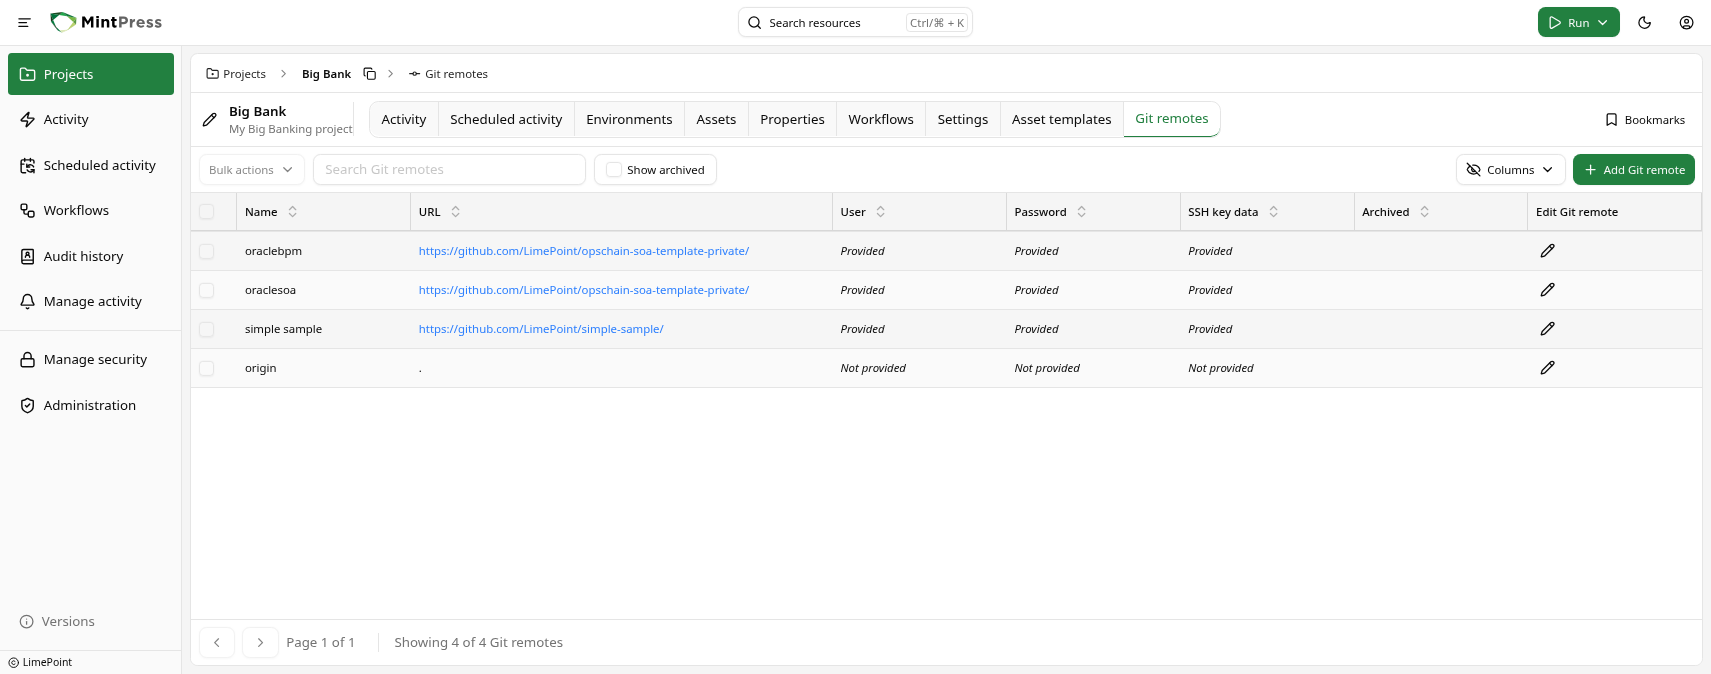 MintPress
Search resources Ctrl/⌘ + K
Run
Projects
Activity
Scheduled activity
Workflows
Audit history
Manage activity
Manage security
Administration
Versions
© LimePoint
Projects > Big Bank > Git remotes
Big Bank
My Big Banking project
Activity Scheduled activity Environments Assets Properties Workflows Settings Asset templates Git remotes
Bookmarks
Bulk actions Search Git remotes Show archived Columns + Add Git remote
Name URL User Password SSH key data Archived Edit Git remote
oraclebpm https://github.com/LimePoint/opschain-soa-template-private/ Provided Provided Provided
oraclesoa https://github.com/LimePoint/opschain-soa-template-private/ Provided Provided Provided
simple sample https://github.com/LimePoint/simple-sample/ Provided Provided Provided
origin . Not provided Not provided Not provided
Page 1 of 1 Showing 4 of 4 Git remotes